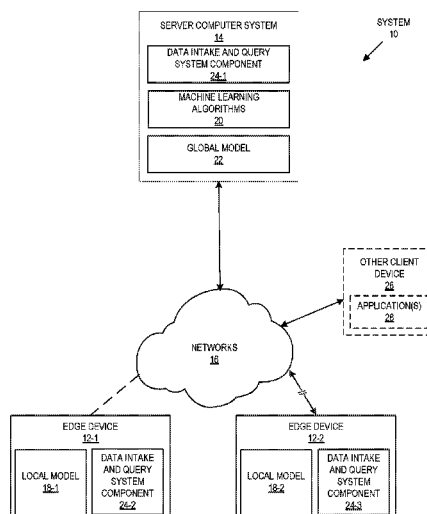 SYSTEM
10
SERVER COMPUTER SYSTEM
14
DATA INTAKE AND QUERY
SYSTEM COMPONENT
24-1
MACHINE LEARNING
ALGORITHMS
20
GLOBAL MODEL
22
OTHER CLIENT
DEVICE
26
APPLICATION(S)
28
NETWORKS
16
EDGE DEVICE
12-1
LOCAL MODEL
18-1
DATA INTAKE
AND QUERY
SYSTEM
COMPONENT
24-2
EDGE DEVICE
12-2
LOCAL MODEL
18-2
DATA INTAKE
AND QUERY
SYSTEM
COMPONENT
24-3